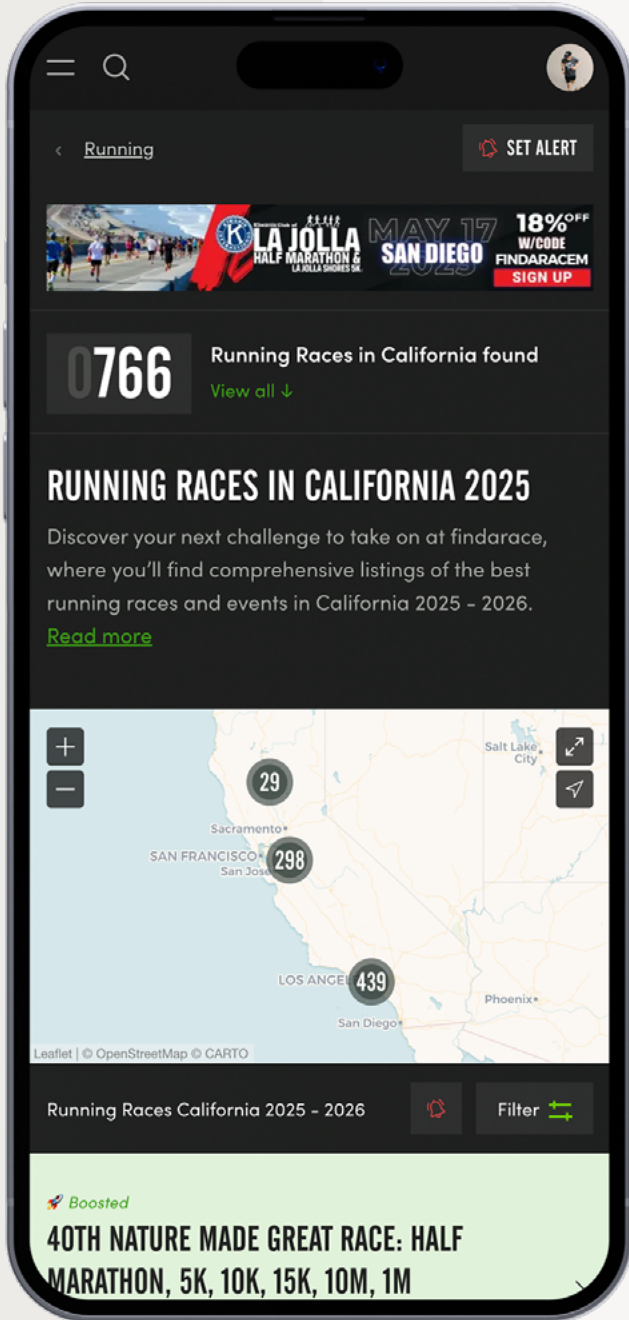 Running
SET ALERT
Kiwanis Club of
LA JOLLA
HALF MARATHON &
LA JOLLA SHORES 5K
MAY 17
2025
SAN DIEGO
18% OFF
W/CODE
FINDARACEM
SIGN UP
0766
Running Races in California found
View all ↓
RUNNING RACES IN CALIFORNIA 2025
Discover your next challenge to take on at findarace,
where you'll find comprehensive listings of the best
running races and events in California 2025 - 2026.
Read more
Salt Lake
City
29
Sacramento
SAN FRANCISCO
298
San Jose
LOS ANGEL
439
Phoenix
San Diego
Leaflet | © OpenStreetMap © CARTO
Running Races California 2025 - 2026
Filter
Boosted
40TH NATURE MADE GREAT RACE: HALF
MARATHON, 5K, 10K, 15K, 10M, 1M